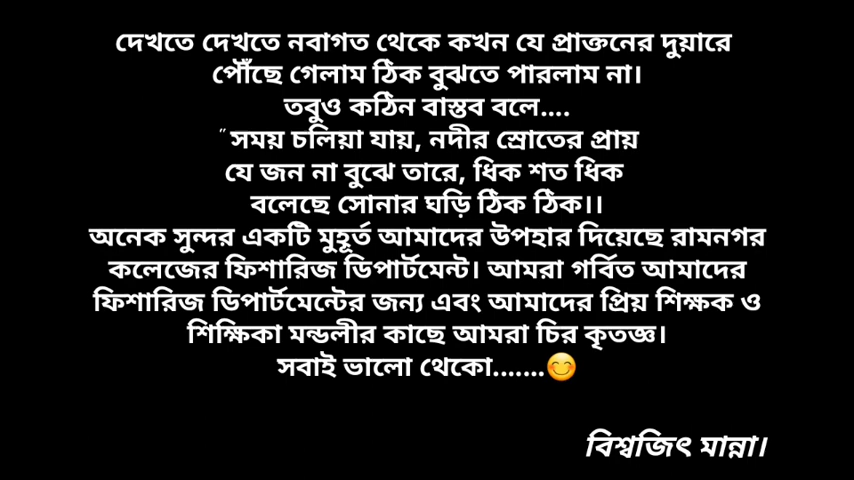 দেখতে দেখতে নবাগত থেকে কখন যে প্রাক্তনের দুয়ারে
পৌঁছে গেলাম ঠিক বুঝতে পারলাম না।
তবুও কঠিন বাস্তব বলে....
"সময় চলিয়া যায়, নদীর স্রোতের প্রায়
যে জন না বুঝে তারে, ধিক শত ধিক
বলেছে সোনার ঘড়ি ঠিক ঠিক।।
অনেক সুন্দর একটি মুহূর্ত আমাদের উপহার দিয়েছে রামনগর
কলেজের ফিশারিজ ডিপার্টমেন্ট। আমরা গর্বিত আমাদের
ফিশারিজ ডিপার্টমেন্টের জন্য এবং আমাদের প্রিয় শিক্ষক ও
শিক্ষিকা মন্ডলীর কাছে আমরা চির কৃতজ্ঞ।
সবাই ভালো থেকো.......😊
বিশ্বজিৎ মান্না।